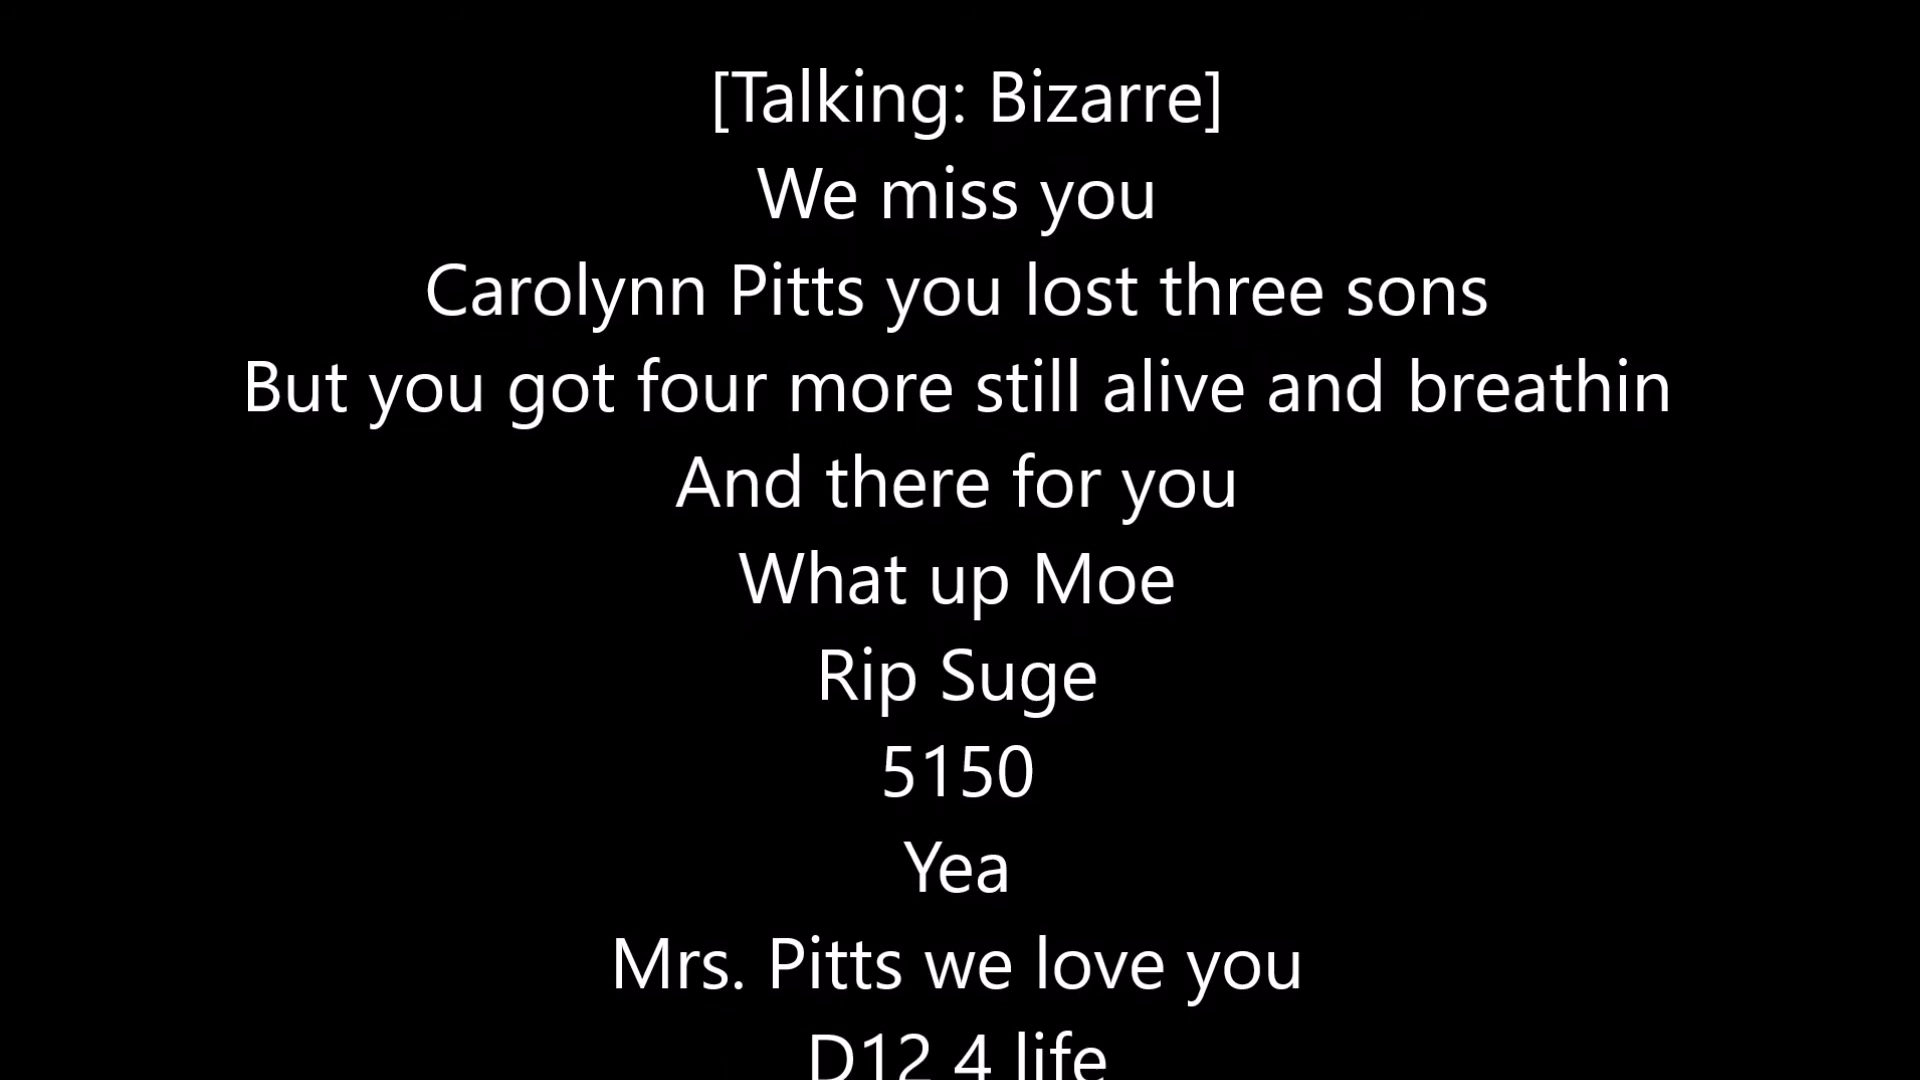 [Talking: Bizarre]
We miss you
Carolynn Pitts you lost three sons
But you got four more still alive and breathin
And there for you
What up Moe
Rip Suge
5150
Yea
Mrs. Pitts we love you
D12 4 life